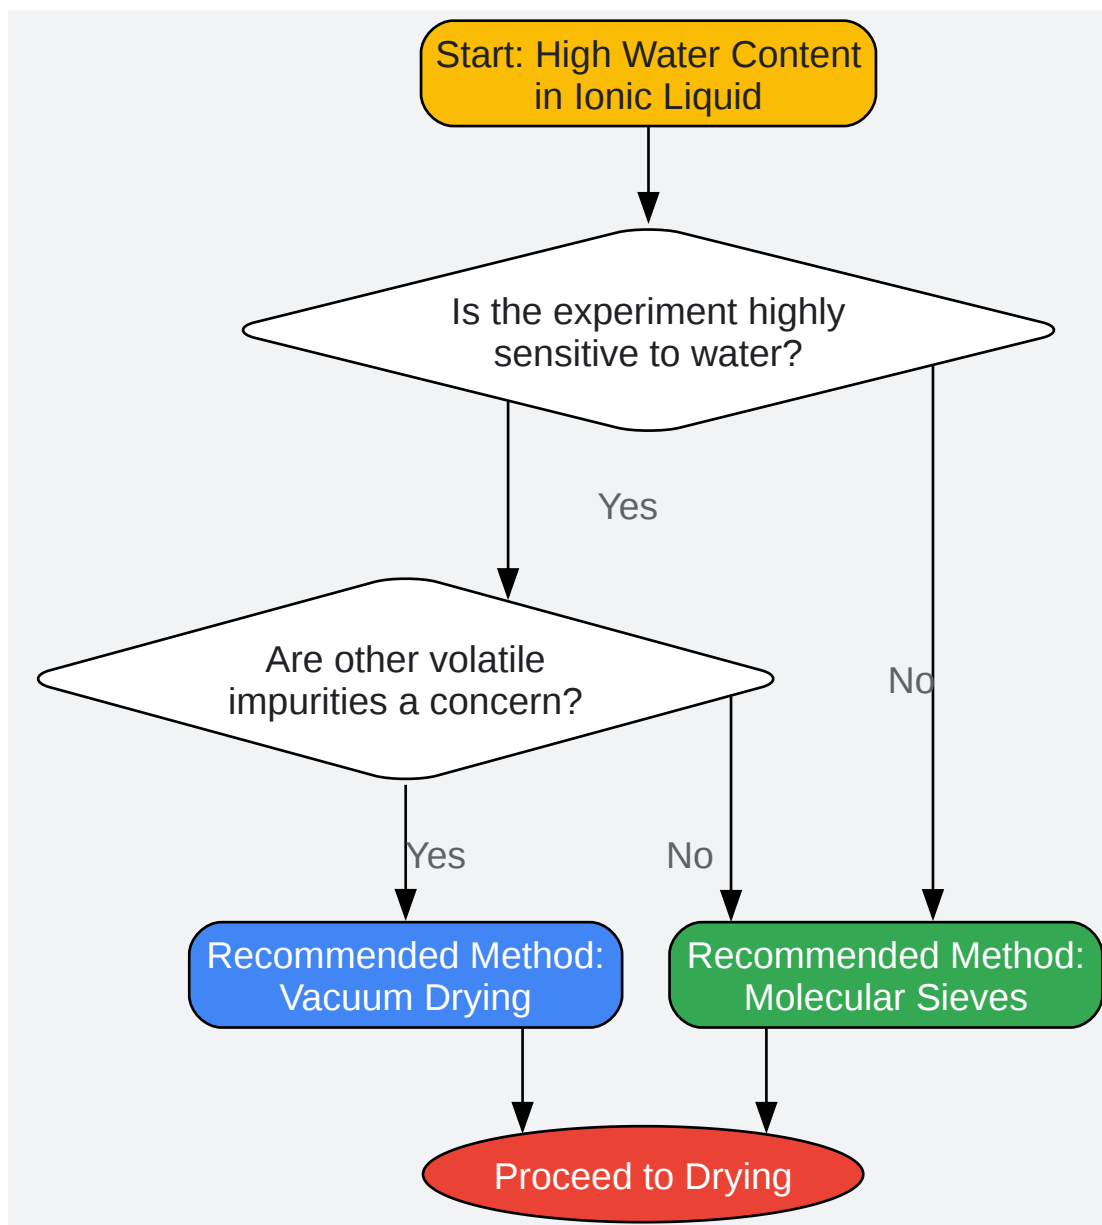 Start: High Water Content
in Ionic Liquid
Is the experiment highly
sensitive to water?
Yes
Are other volatile
impurities a concern?
No
Yes
No
Recommended Method:
Vacuum Drying
Recommended Method:
Molecular Sieves
Proceed to Drying